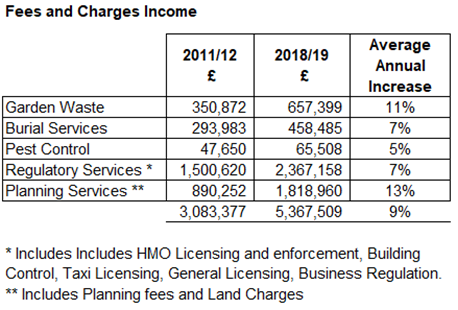 Fees and Charges Income
2011/12 £ 2018/19 £ Average Annual Increase
Garden Waste 350,872 657,399 11%
Burial Services 293,983 458,485 7%
Pest Control 47,650 65,508 5%
Regulatory Services * 1,500,620 2,367,158 7%
Planning Services ** 890,252 1,818,960 13%
3,083,377 5,367,509 9%
* Includes Includes HMO Licensing and enforcement, Building
Control, Taxi Licensing, General Licensing, Business Regulation.
** Includes Planning fees and Land Charges